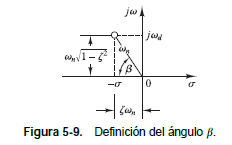 jω
jω_d
ω_n√1 − ζ²
ω_n
β
−σ
0
σ
ζω_n
Figura 5-9. Definición del ángulo β.